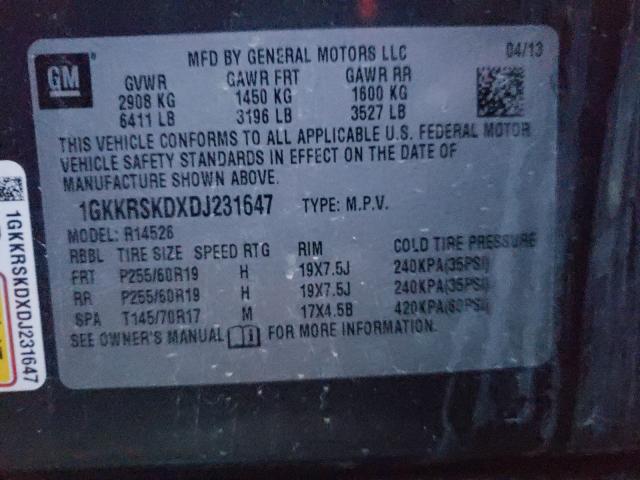 GM
MFD BY GENERAL MOTORS LLC 04/13
GVWR GAWR FRT GAWR RR
2908 KG 1450 KG 1600 KG
6411 LB 3196 LB 3527 LB
THIS VEHICLE CONFORMS TO ALL APPLICABLE U.S. FEDERAL MOTOR
VEHICLE SAFETY STANDARDS IN EFFECT ON THE DATE OF
MANUFACTURE SHOWN ABOVE.
1GKKRSKDXDJ231647 TYPE: M.P.V.
MODEL: R14526
RBBL TIRE SIZE SPEED RTG RIM COLD TIRE PRESSURE
FRT P255/60R19 H 19X7.5J 240KPA(35PSI)
RR P255/60R19 H 19X7.5J 240KPA(35PSI)
SPA T145/70R17 M 17X4.5B 420KPA(60PSI)
SEE OWNER'S MANUAL FOR MORE INFORMATION.
1GKKRSKDXDJ231647